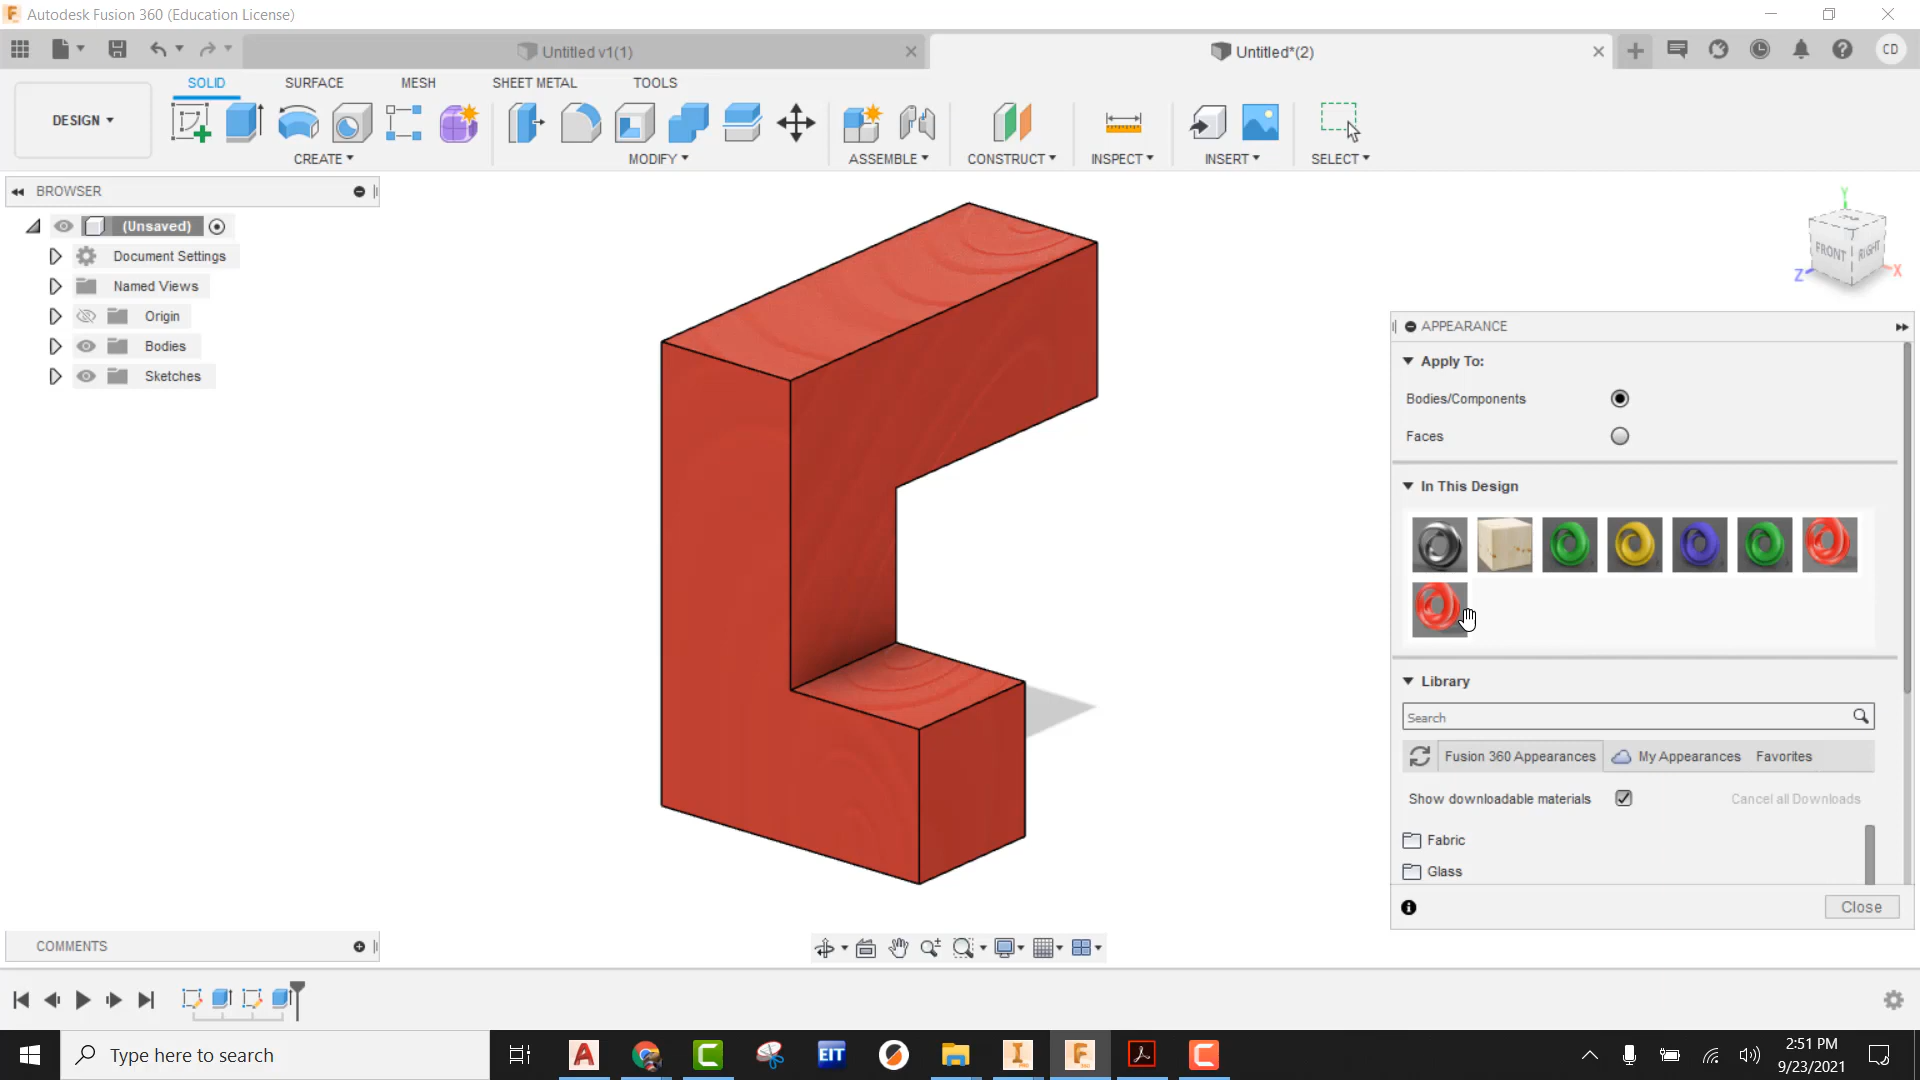 Autodesk Fusion 360 (Education License)
Untitled v1(1)
Untitled*(2)
CD
DESIGN
SOLID
SURFACE
MESH
SHEET METAL
TOOLS
CREATE
MODIFY
ASSEMBLE
CONSTRUCT
INSPECT
INSERT
SELECT
BROWSER
(Unsaved)
Document Settings
Named Views
Origin
Bodies
Sketches
Y
FRONT
RIGHT
Z
X
APPEARANCE
Apply To:
Bodies/Components
Faces
In This Design
Library
Search
Fusion 360 Appearances
My Appearances
Favorites
Show downloadable materials
Cancel all Downloads
Fabric
Glass
Close
COMMENTS
Type here to search
EIT
2:51 PM
9/23/2021